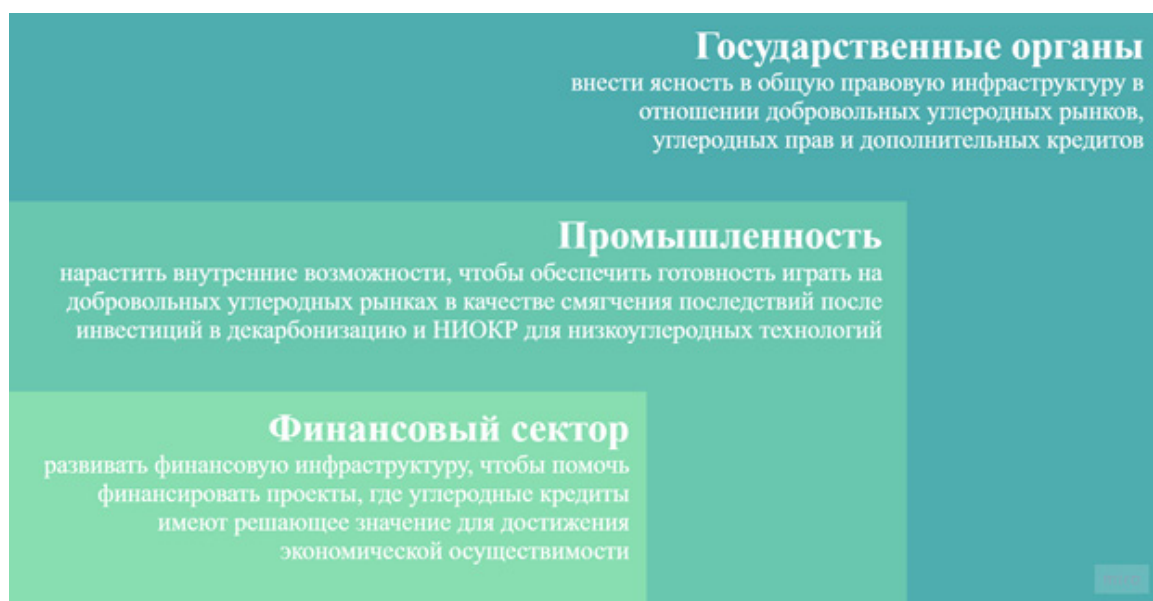 Государственные органы
внести ясность в общую правовую инфраструктуру в
отношении добровольных углеродных рынков,
углеродных прав и дополнительных кредитов
Промышленность
нарастить внутренние возможности, чтобы обеспечить готовность играть на
добровольных углеродных рынках в качестве смягчения последствий после
инвестиций в декарбонизацию и НИОКР для низкоуглеродных технологий
Финансовый сектор
развивать финансовую инфраструктуру, чтобы помочь
финансировать проекты, где углеродные кредиты
имеют решающее значение для достижения
экономической осуществимости